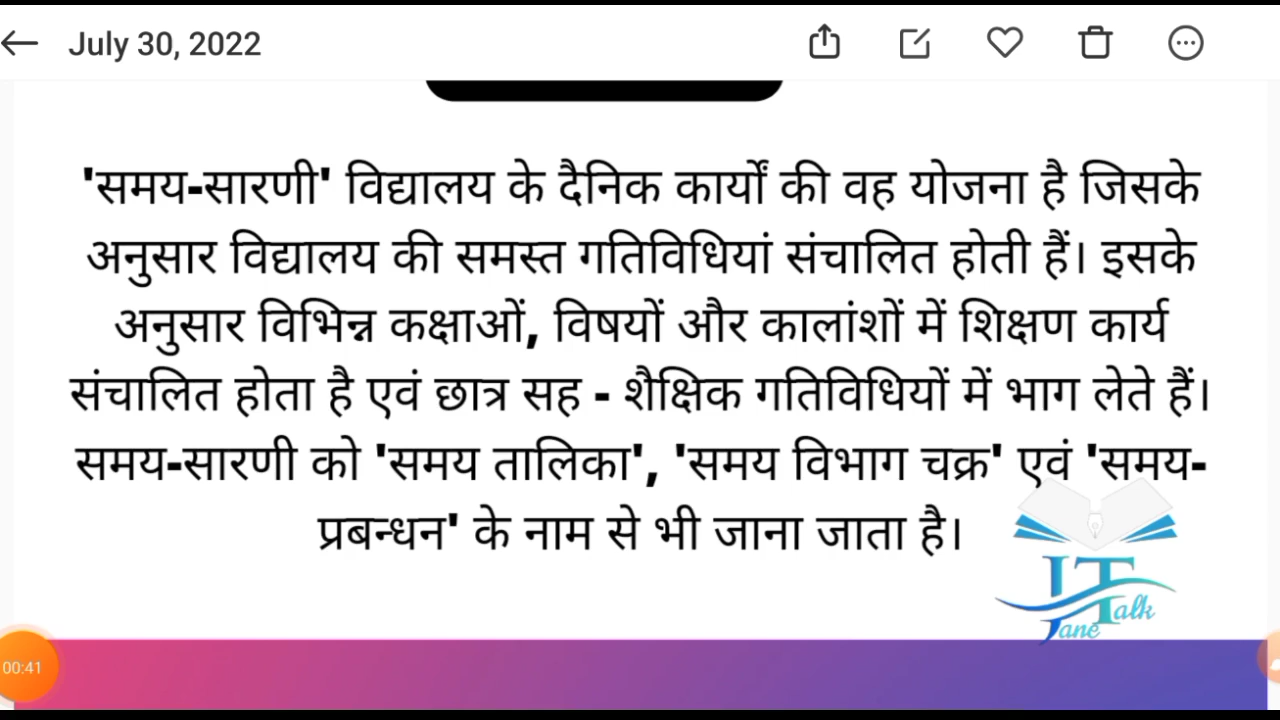 July 30, 2022
'समय-सारणी' विद्यालय के दैनिक कार्यों की वह योजना है जिसके
अनुसार विद्यालय की समस्त गतिविधियां संचालित होती हैं। इसके
अनुसार विभिन्न कक्षाओं, विषयों और कालांशों में शिक्षण कार्य
संचालित होता है एवं छात्र सह - शैक्षिक गतिविधियों में भाग लेते हैं।
समय-सारणी को 'समय तालिका', 'समय विभाग चक्र' एवं 'समय-
प्रबन्धन' के नाम से भी जाना जाता है।
JT
Jane Talk
00:41